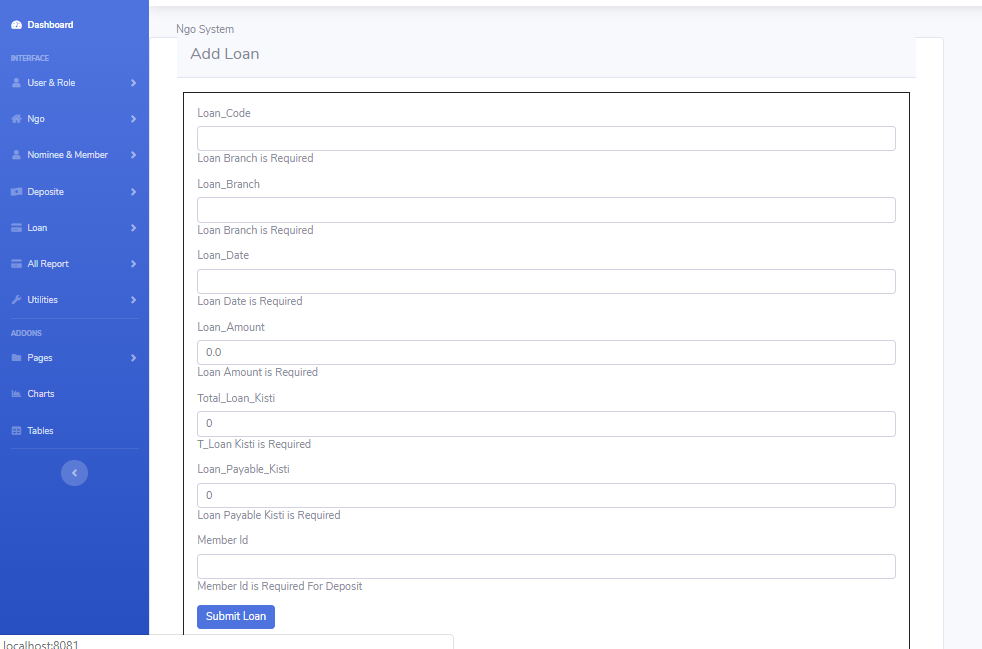 Dashboard
INTERFACE
User & Role
Ngo
Nominee & Member
Deposite
Loan
All Report
Utilities
ADDONS
Pages
Charts
Tables
Ngo System
Add Loan
Loan_Code
Loan Branch is Required
Loan_Branch
Loan Branch is Required
Loan_Date
Loan Date is Required
Loan_Amount
0.0
Loan Amount is Required
Total_Loan_Kisti
0
T_Loan Kisti is Required
Loan_Payable_Kisti
0
Loan Payable Kisti is Required
Member Id
Member Id is Required For Deposit
Submit Loan
localhost:8081